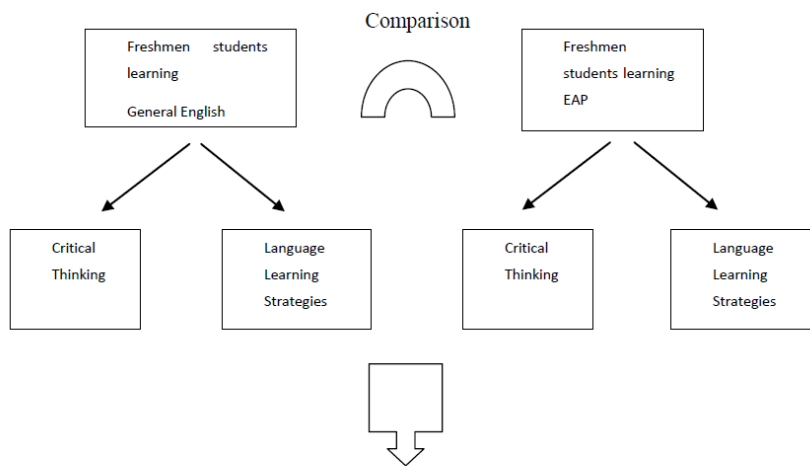 Comparison
Freshmen students
learning
General English
Freshmen
students learning
EAP
Critical
Thinking
Language
Learning
Strategies
Critical
Thinking
Language
Learning
Strategies